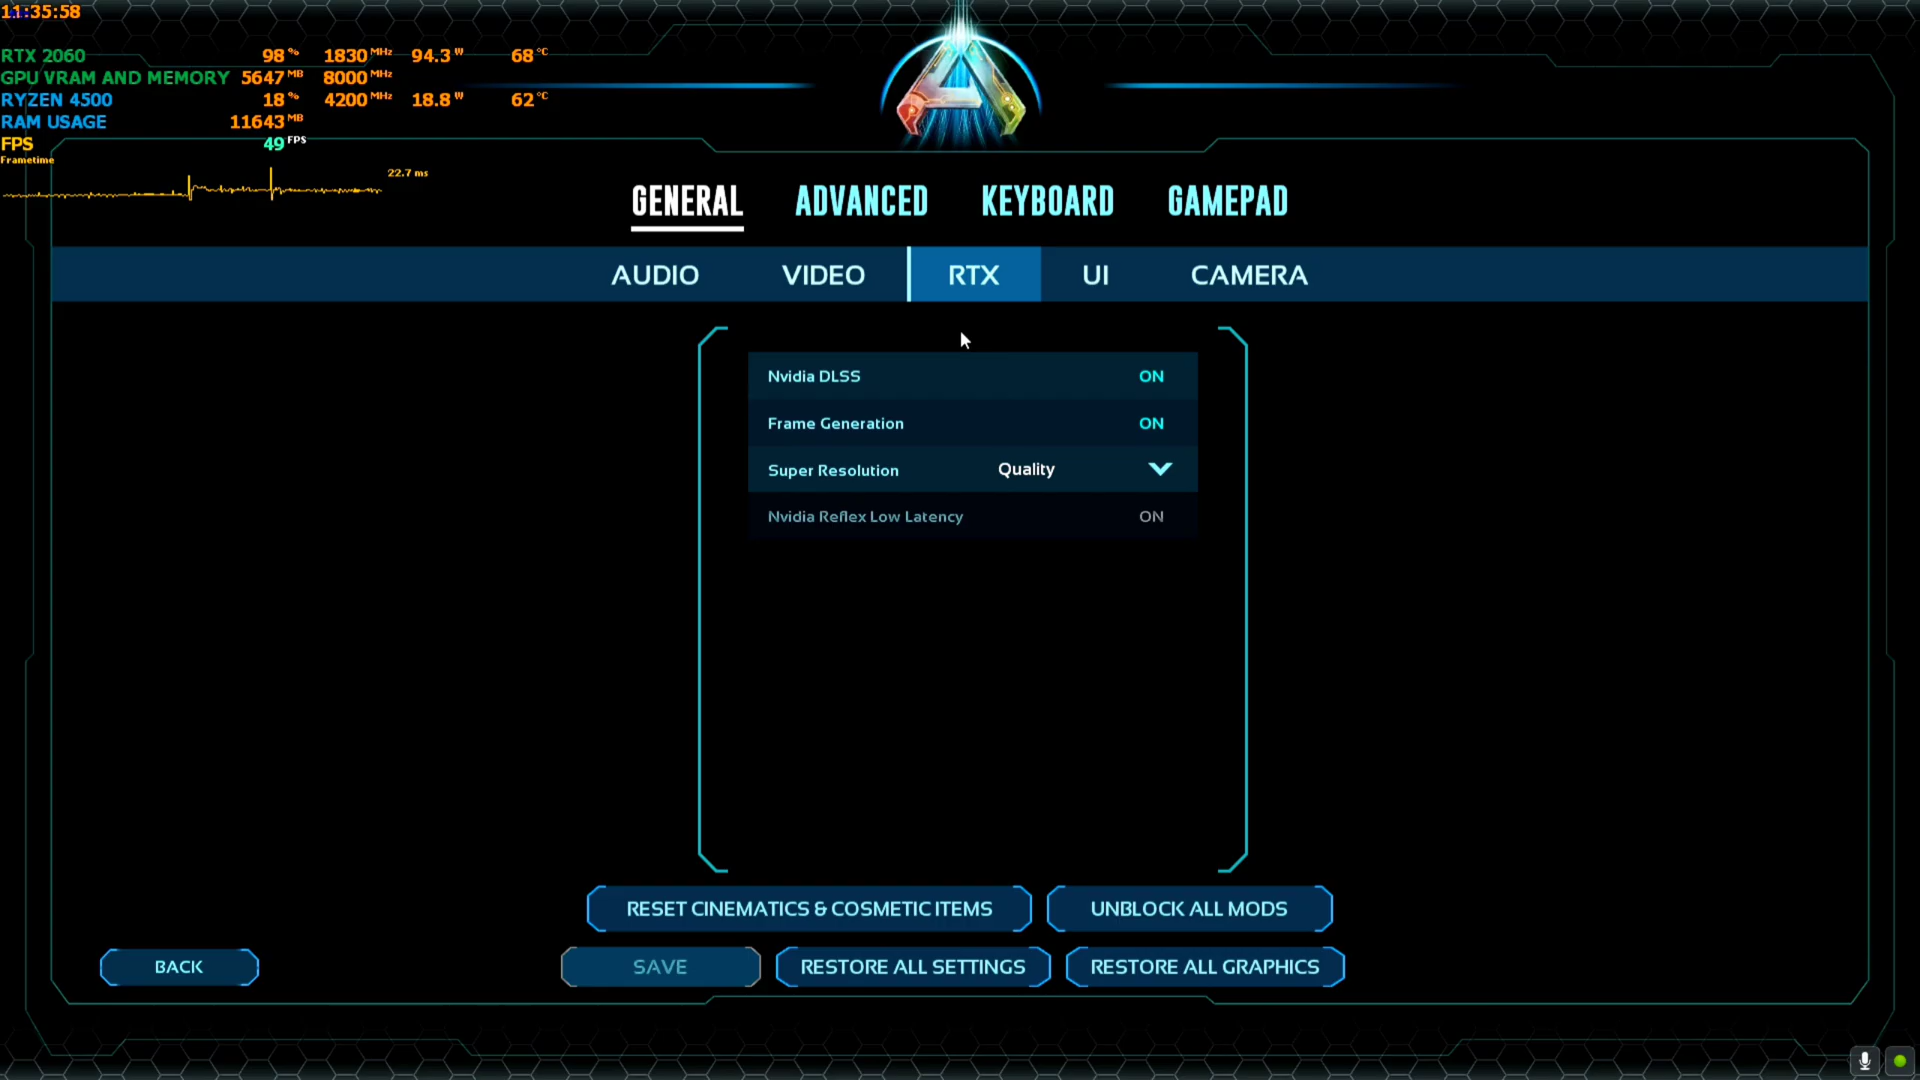 11:35:58
RTX 2060 98 % 1830 MHz 94.3 W 68 °C
GPU VRAM AND MEMORY 5647 MB 8000 MHz
RYZEN 4500 18 % 4200 MHz 18.8 W 62 °C
RAM USAGE 11643 MB
FPS 49 FPS
Frametime
22.7 ms
GENERAL ADVANCED KEYBOARD GAMEPAD
AUDIO VIDEO RTX UI CAMERA
Nvidia DLSS ON
Frame Generation ON
Super Resolution Quality
Nvidia Reflex Low Latency ON
RESET CINEMATICS & COSMETIC ITEMS UNBLOCK ALL MODS
BACK SAVE RESTORE ALL SETTINGS RESTORE ALL GRAPHICS